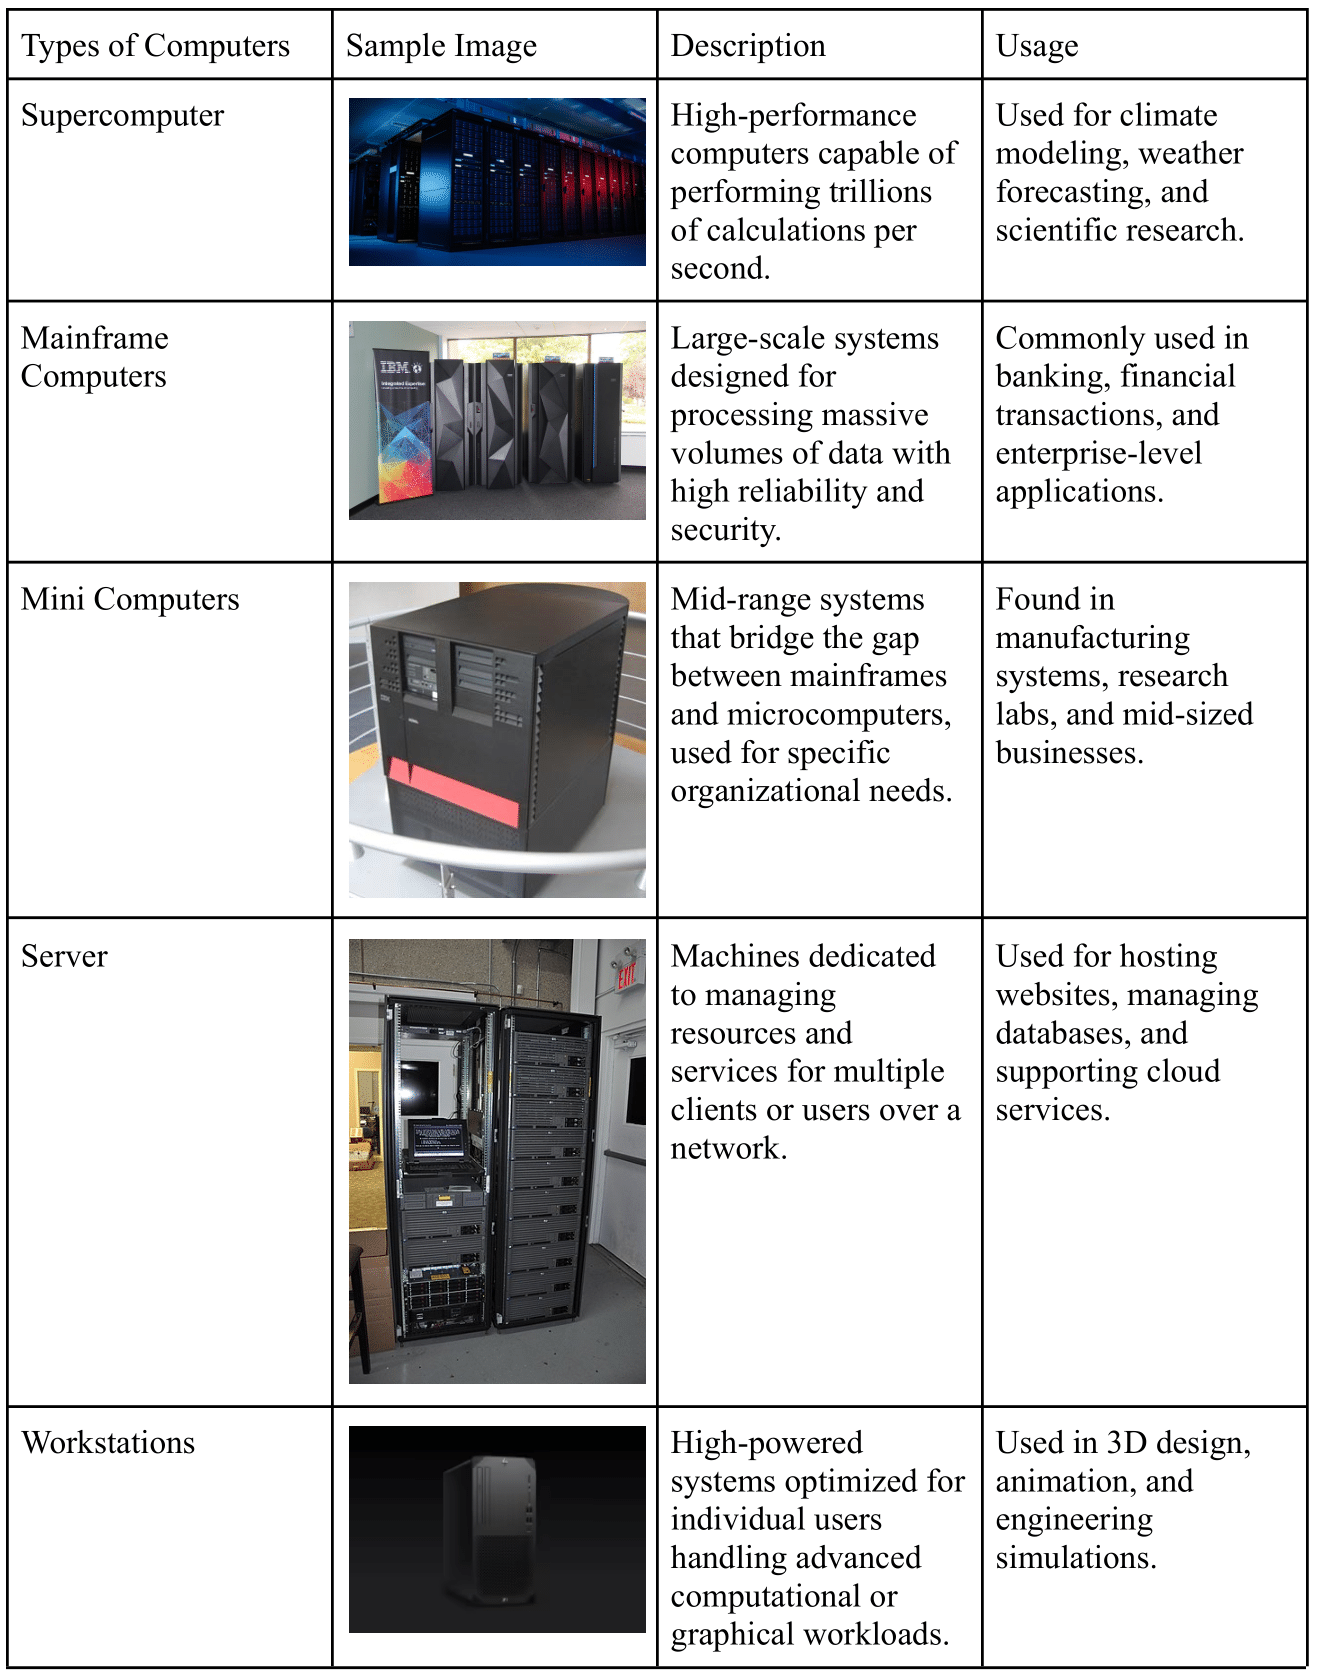 Types of Computers
Sample Image
Description
Usage
Supercomputer
High-performance
computers capable of
performing trillions
of calculations per
second.
Used for climate
modeling, weather
forecasting, and
scientific research.
Mainframe
Computers
IBM
Integrated Expertise
Large-scale systems
designed for
processing massive
volumes of data with
high reliability and
security.
Commonly used in
banking, financial
transactions, and
enterprise-level
applications.
Mini Computers
IBM
Mid-range systems
that bridge the gap
between mainframes
and microcomputers,
used for specific
organizational needs.
Found in
manufacturing
systems, research
labs, and mid-sized
businesses.
Server
EXIT
Machines dedicated
to managing
resources and
services for multiple
clients or users over a
network.
Used for hosting
websites, managing
databases, and
supporting cloud
services.
Workstations
High-powered
systems optimized for
individual users
handling advanced
computational or
graphical workloads.
Used in 3D design,
animation, and
engineering
simulations.